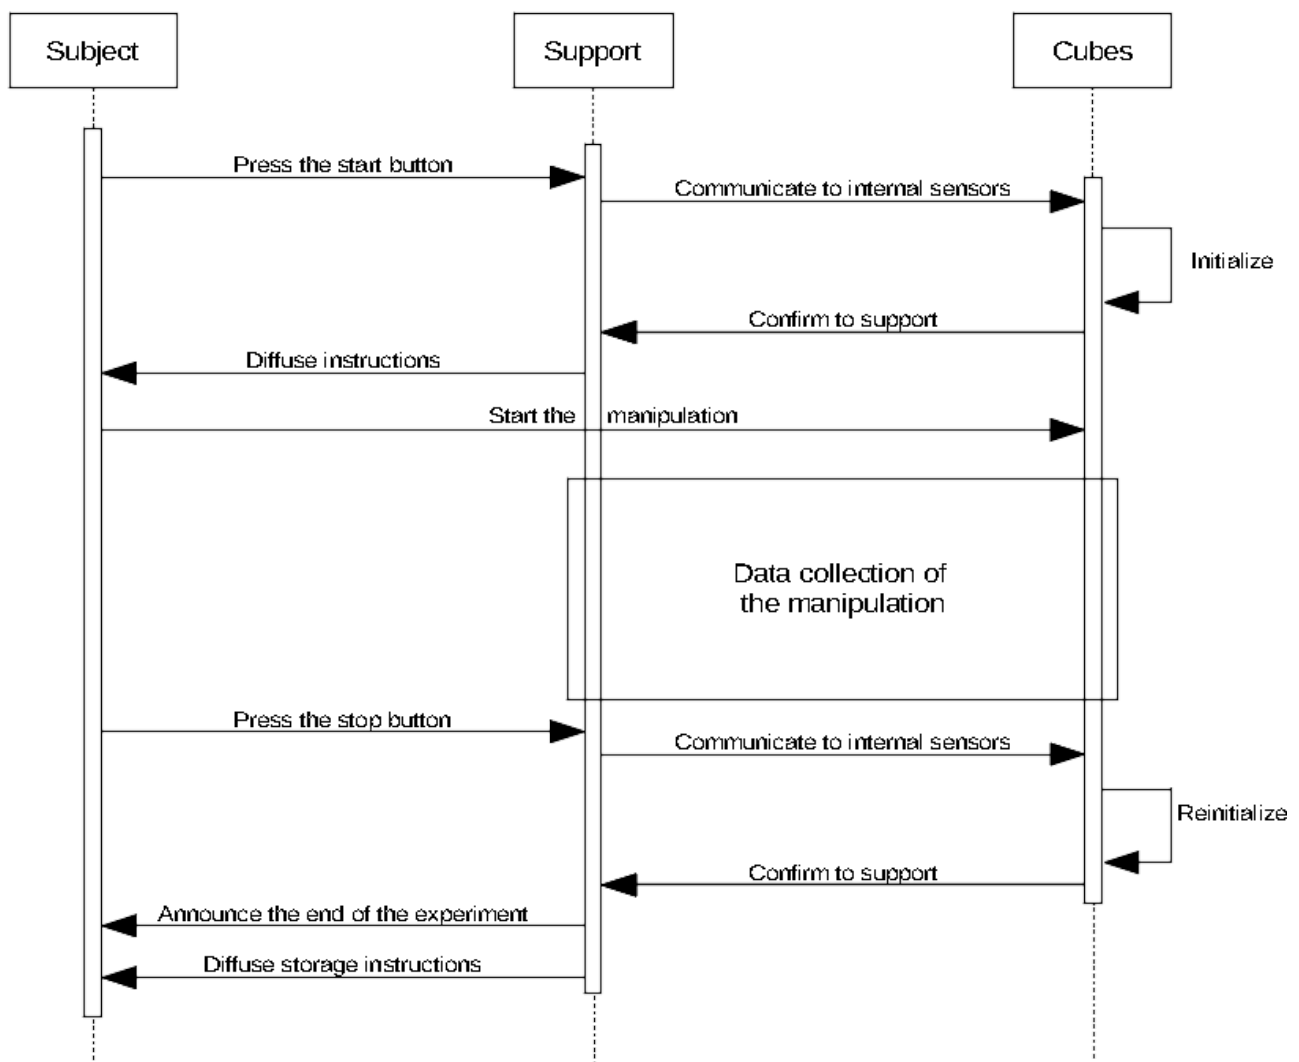 Subject
Support
Cubes
Press the start button
Communicate to internal sensors
Initialize
Confirm to support
Diffuse instructions
Start the manipulation
Data collection of
the manipulation
Press the stop button
Communicate to internal sensors
Reinitialize
Confirm to support
Announce the end of the experiment
Diffuse storage instructions